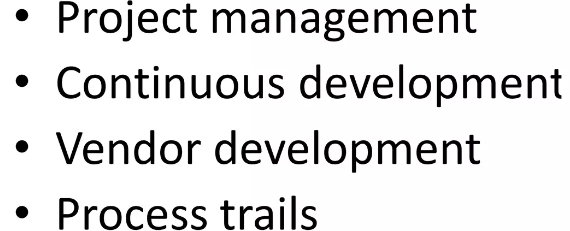 • Project management
• Continuous development
• Vendor development
• Process trails